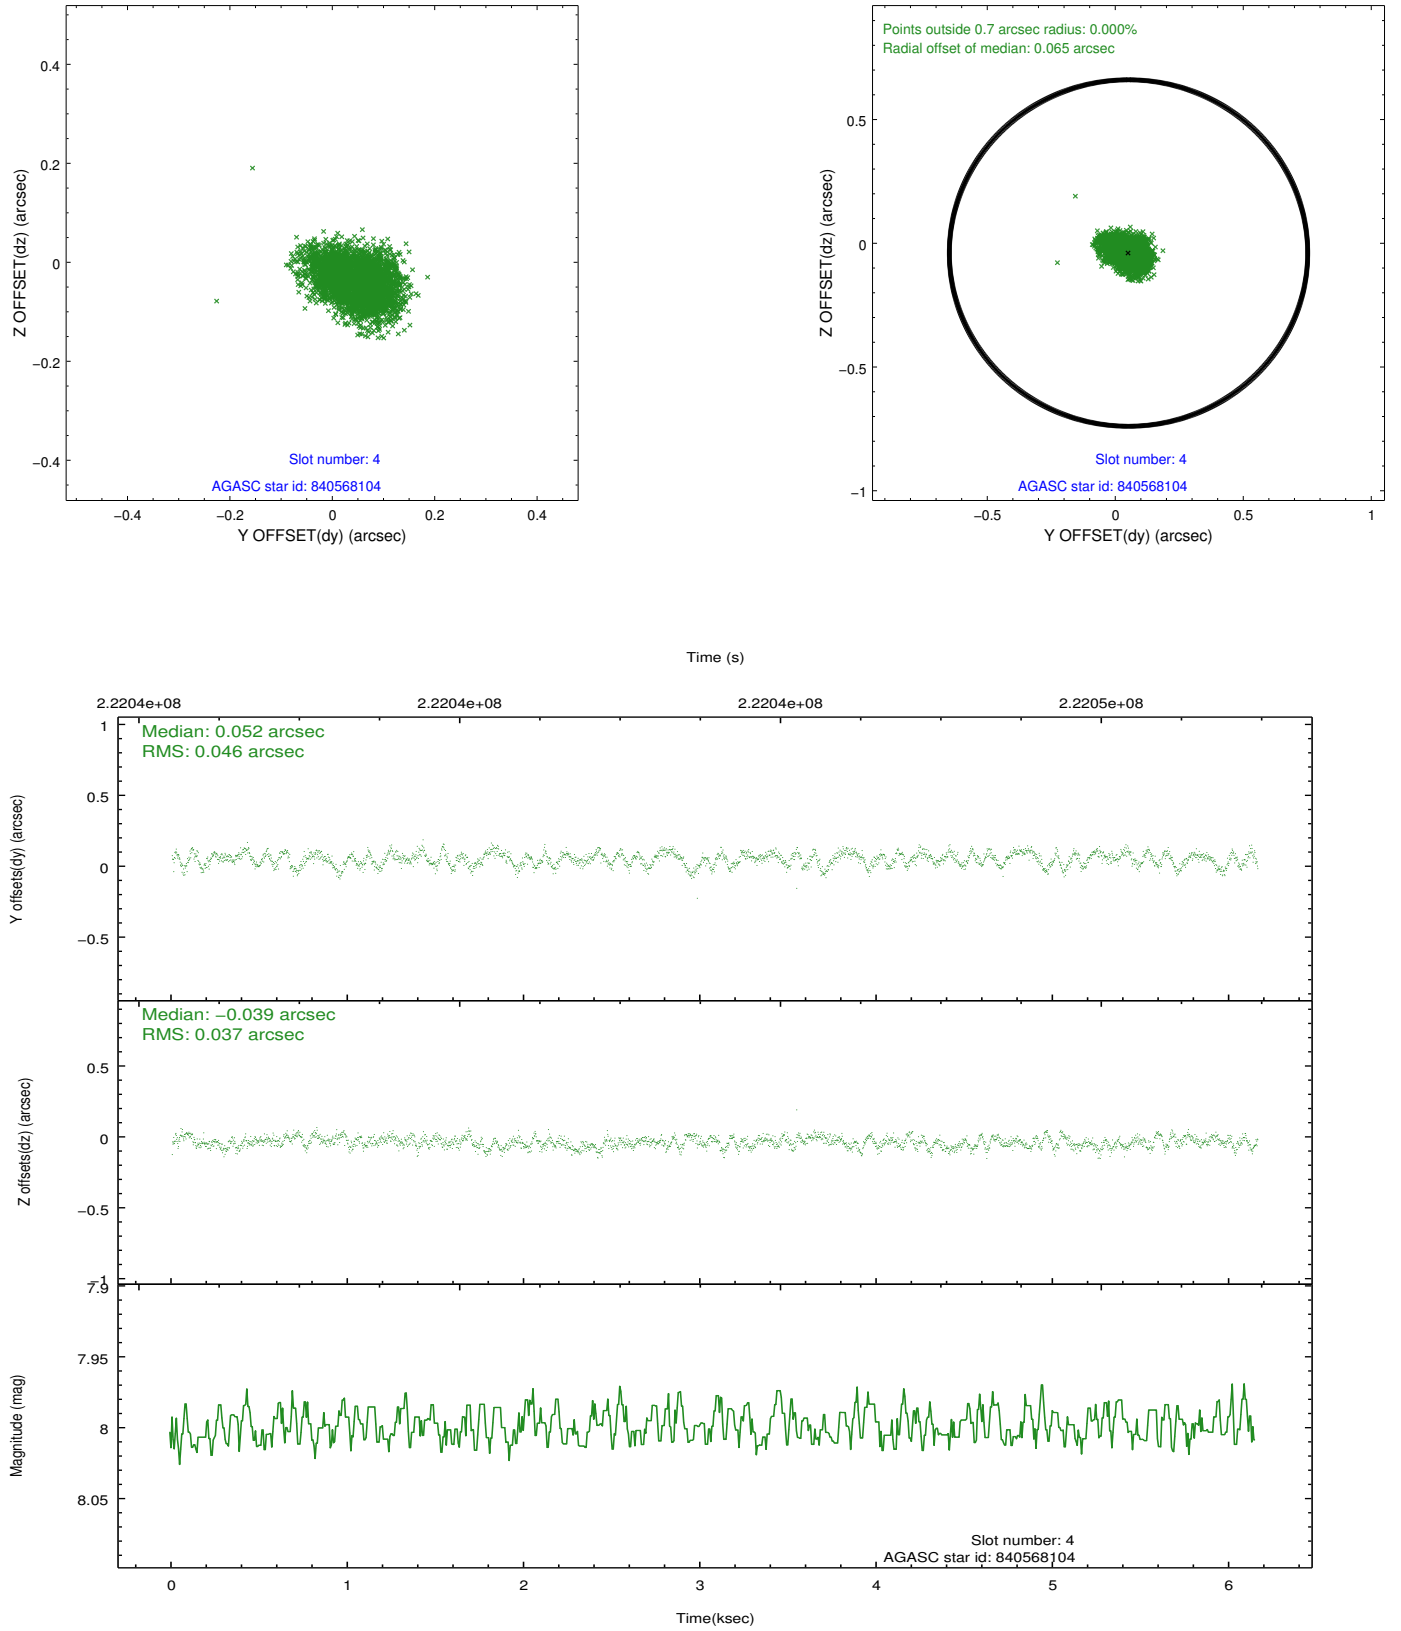 0.4
0.2
0
−0.2
−0.4
Z OFFSET(dz) (arcsec)
Slot number: 4
AGASC star id: 840568104
−0.4 −0.2 0 0.2 0.4
Y OFFSET(dy) (arcsec)
Points outside 0.7 arcsec radius: 0.000%
Radial offset of median: 0.065 arcsec
0.5
0
−0.5
−1
Z OFFSET(dz) (arcsec)
Slot number: 4
AGASC star id: 840568104
−0.5 0 0.5 1
Y OFFSET(dy) (arcsec)
Time (s)
2.2204e+08 2.2204e+08 2.2204e+08 2.2205e+08
Median: 0.052 arcsec
RMS: 0.046 arcsec
1
0.5
0
−0.5
Y offsets(dy) (arcsec)
Median: −0.039 arcsec
RMS: 0.037 arcsec
0.5
0
−0.5
−1
Z offsets(dz) (arcsec)
7.9
7.95
8
8.05
Magnitude (mag)
Slot number: 4
AGASC star id: 840568104
0 1 2 3 4 5 6
Time(ksec)